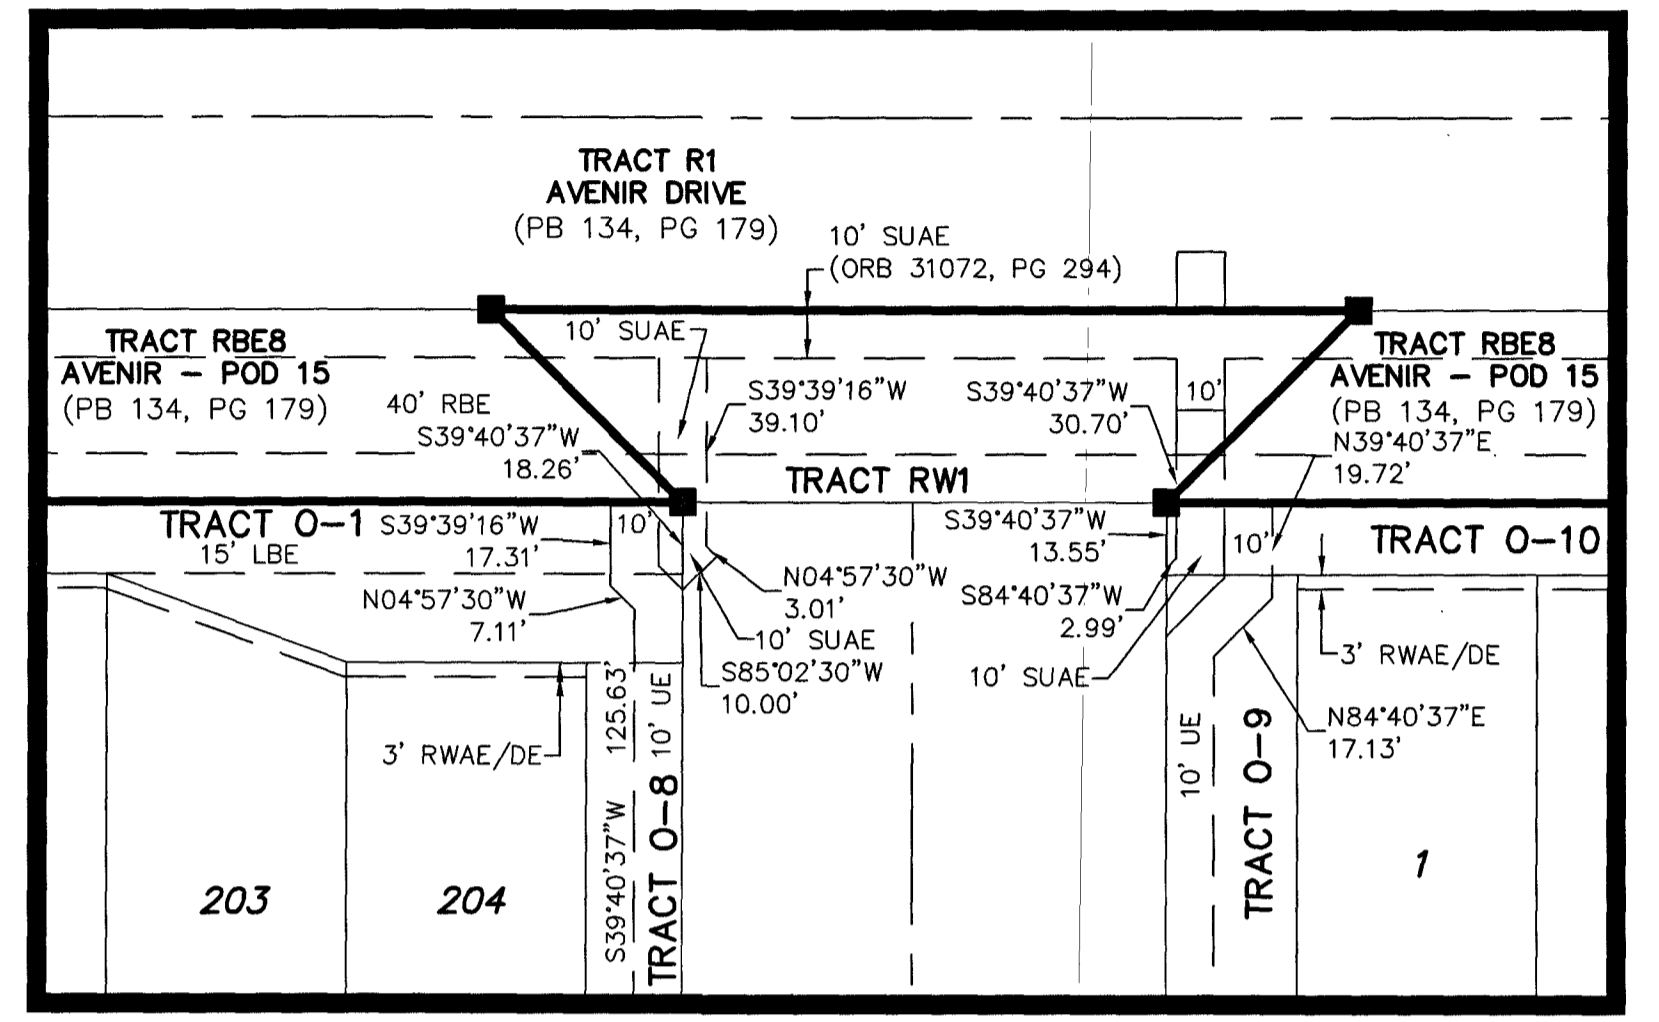 TRACT R1
AVENIR DRIVE
(PB 134, PG 179)
10' SUAE
(ORB 31072, PG 294)
10' SUAE
TRACT RBE8
AVENIR - POD 15
(PB 134, PG 179)
TRACT RBE8
AVENIR - POD 15
(PB 134, PG 179)
40' RBE
S39°40'37"W
18.26'
S39°39'16"W
39.10'
S39°40'37"W
30.70'
10'
N39°40'37"E
19.72'
TRACT RW1
TRACT O-1
15' LBE
S39°39'16"W
17.31'
10'
S39°40'37"W
13.55'
10'
TRACT O-10
N04°57'30"W
7.11'
N04°57'30"W
3.01'
S84°40'37"W
2.99'
10' SUAE
S85°02'30"W
10.00'
10' SUAE
3' RWAE/DE
3' RWAE/DE
N84°40'37"E
17.13'
S39°40'37"W 125.63'
10' UE
TRACT O-8
10' UE
TRACT O-9
203
204
1